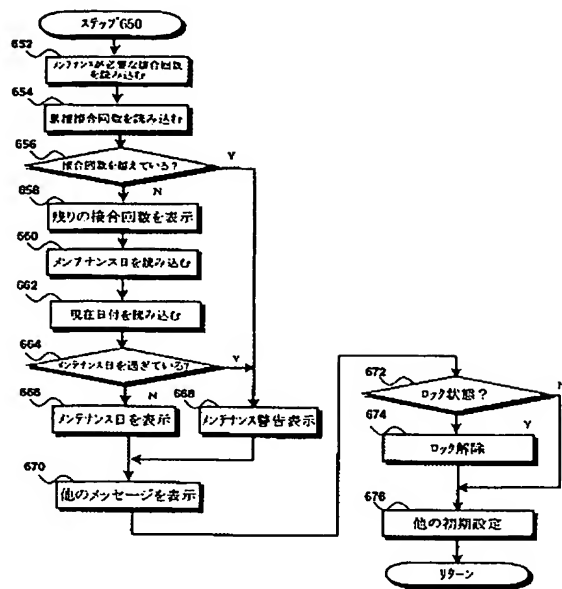 ステップ650
652
メンテナンスが必要な接合回数
を読み込む
654
累積接合回数を読み込む
656
接合回数を越えている?
Y
N
658
残りの接合回数を表示
660
メンテナンス日を読み込む
662
現在日付を読み込む
664
メンテナンス日を過ぎている?
Y
N
666
メンテナンス日を表示
668
メンテナンス警告表示
670
他のメッセージを表示
672
ロック状態?
N
Y
674
ロック解除
676
他の初期設定
リターン